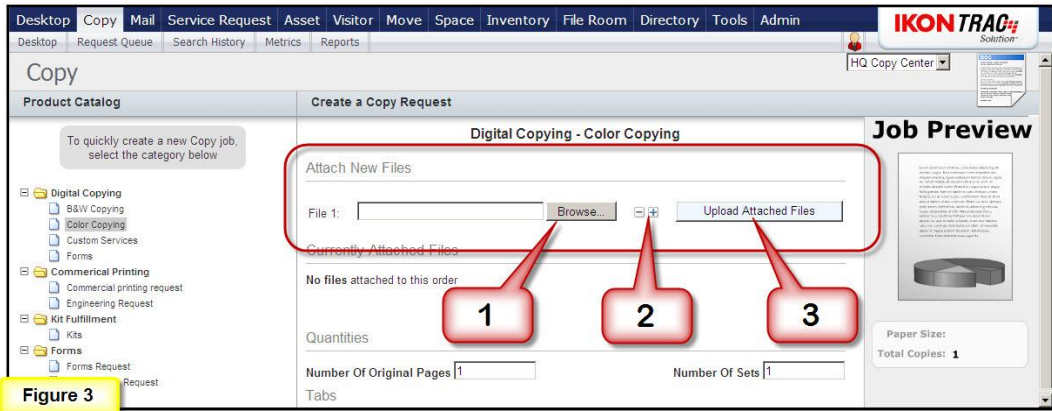 Desktop Copy Mail Service Request Asset Visitor Move Space Inventory File Room Directory Tools Admin
IKON TRAC
Solution
Desktop Request Queue Search History Metrics Reports
Copy
HQ Copy Center
Product Catalog
Create a Copy Request
To quickly create a new Copy job,
select the category below
Digital Copying
B&W Copying
Color Copying
Custom Services
Forms
Commerical Printing
Commercial printing request
Engineering Request
Kit Fulfillment
Kits
Forms
Forms Request
Request
Digital Copying - Color Copying
Attach New Files
File 1:
Browse...
Upload Attached Files
Currently Attached Files
No files attached to this order
1
2
3
Quantities
Number Of Original Pages 1
Number Of Sets 1
Tabs
Job Preview
Paper Size:
Total Copies: 1
Figure 3